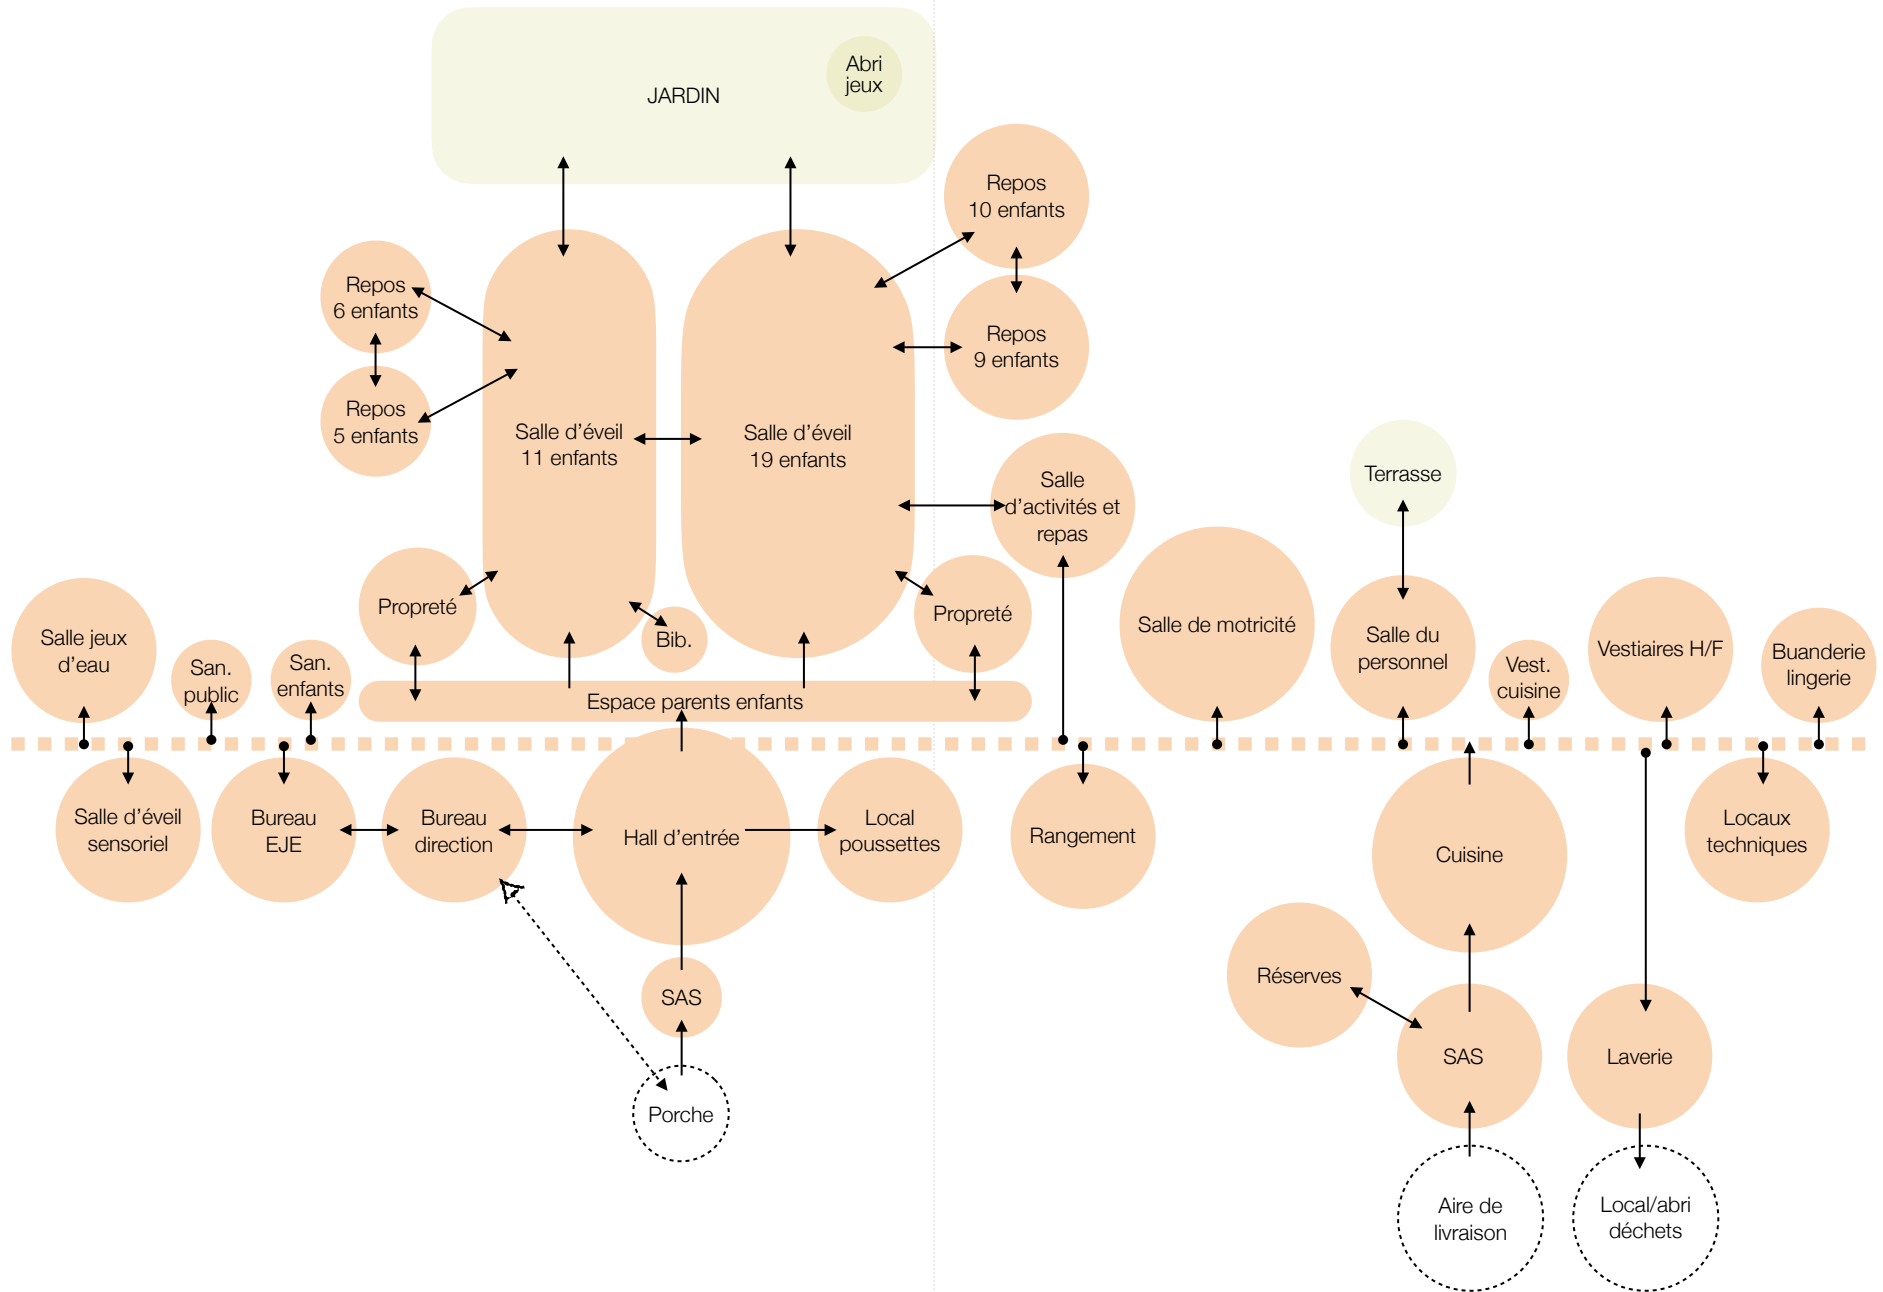 Abri
jeux
JARDIN
Repos
10 enfants
Repos
6 enfants
Repos
9 enfants
Repos
5 enfants
Salle d’éveil
11 enfants
Salle d’éveil
19 enfants
Salle
d’activités et
repas
Terrasse
Propreté
Bib.
Propreté
Salle de motricité
Salle jeux
d’eau
San.
public
San.
enfants
Salle du
personnel
Vest.
cuisine
Vestiaires H/F
Buanderie
lingerie
Espace parents enfants
Salle d’éveil
sensoriel
Bureau
EJE
Bureau
direction
Hall d’entrée
Local
poussettes
Rangement
Cuisine
Locaux
techniques
SAS
Réserves
SAS
Laverie
Porche
Aire de
livraison
Local/abri
déchets